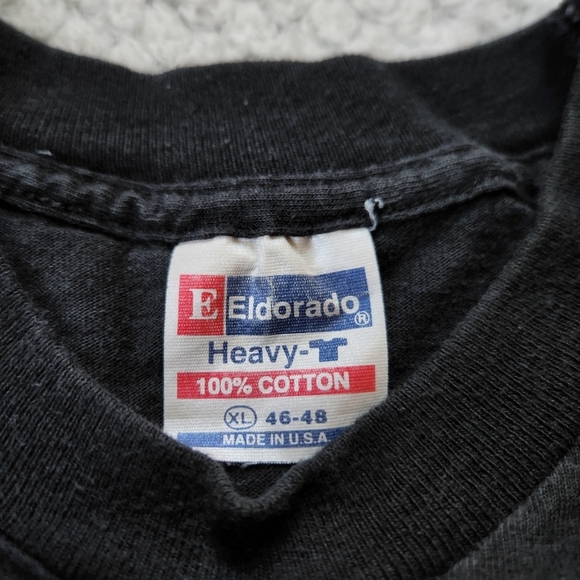 E Eldorado®
Heavy-
100% COTTON
XL 46-48
MADE IN U.S.A